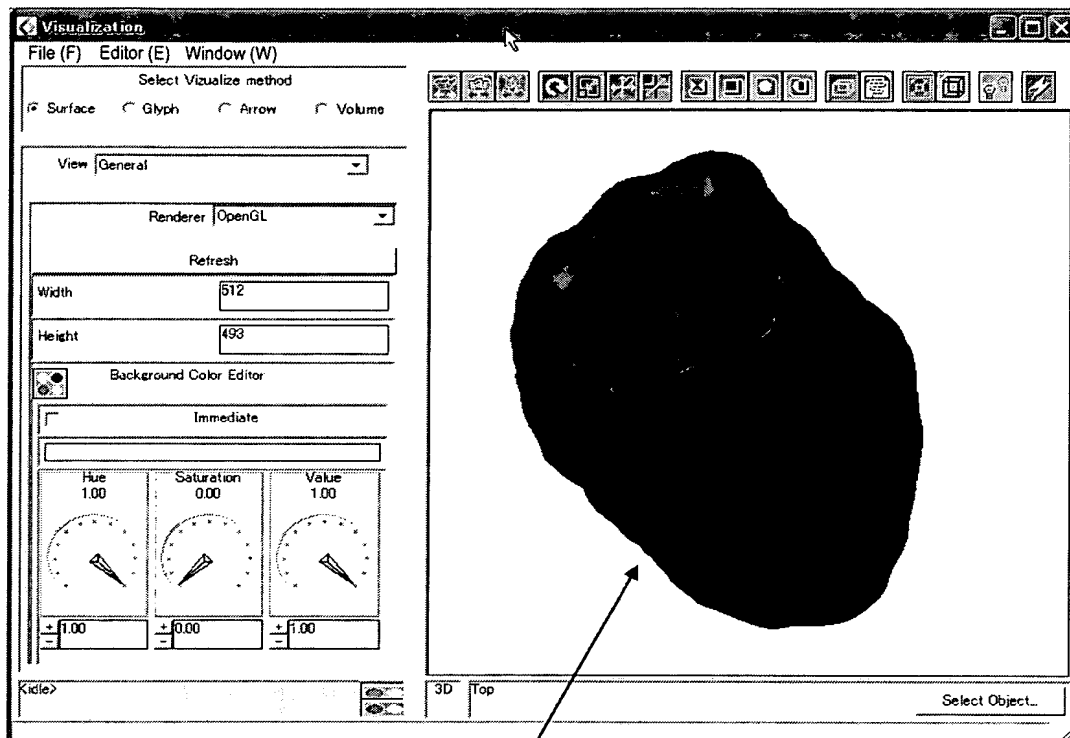 Visualization
File (F) Editor (E) Window (W)
Select Vizualize method
Surface Glyph Arrow Volume
View General
Renderer OpenGL
Refresh
Width 512
Height 493
Background Color Editor
Immediate
Hue Saturation Value
1.00 0.00 1.00
+ 1.00 + 0.00 + 1.00
- - -
<idle> 3D Top Select Object...